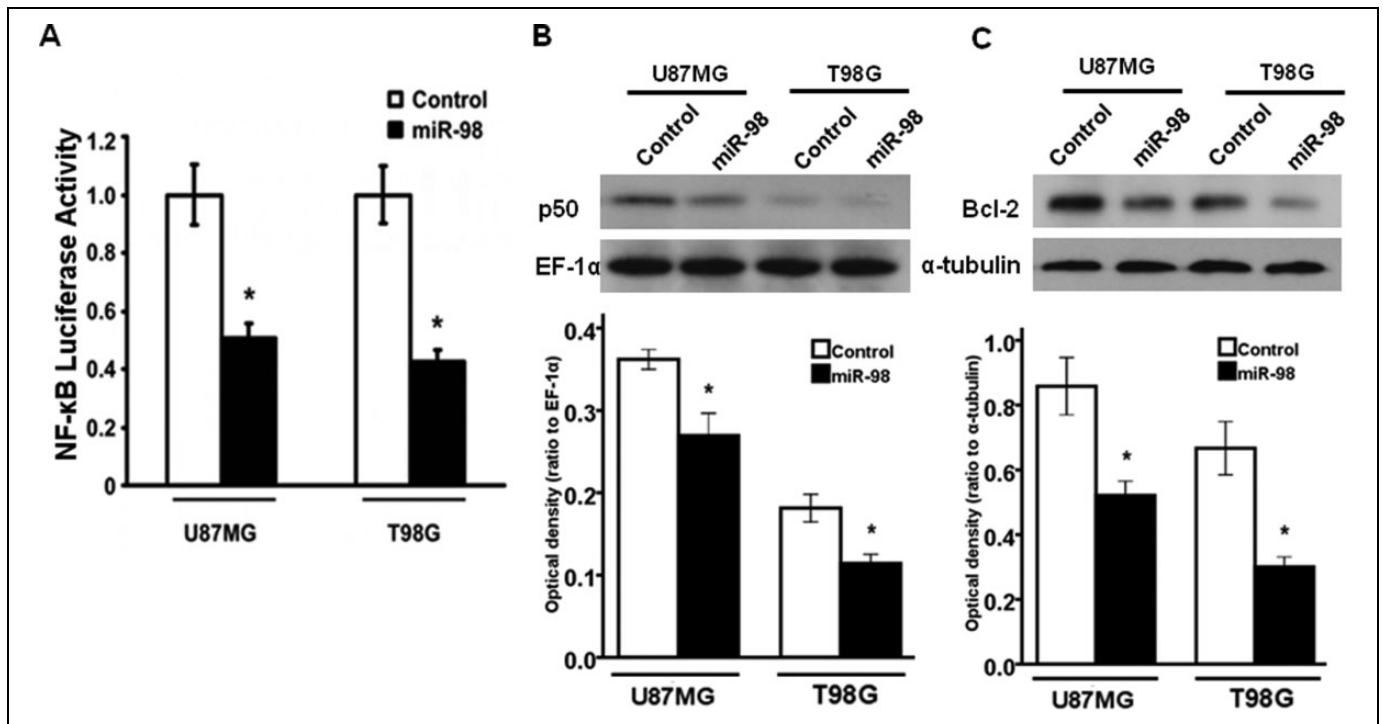 A
Control
miR-98
NF-κB Luciferase Activity
1.2
1.0
0.8
0.6
0.4
0.2
0
*
*
U87MG
T98G
B
U87MG
T98G
Control
miR-98
Control
miR-98
p50
EF-1α
Optical density (ratio to EF-1α)
0.4
0.3
0.2
0.1
0.0
Control
miR-98
*
*
U87MG
T98G
C
U87MG
T98G
Control
miR-98
Control
miR-98
Bcl-2
α-tubulin
Optical density (ratio to α-tubulin)
1.0
0.8
0.6
0.4
0.2
0.0
Control
miR-98
*
*
U87MG
T98G